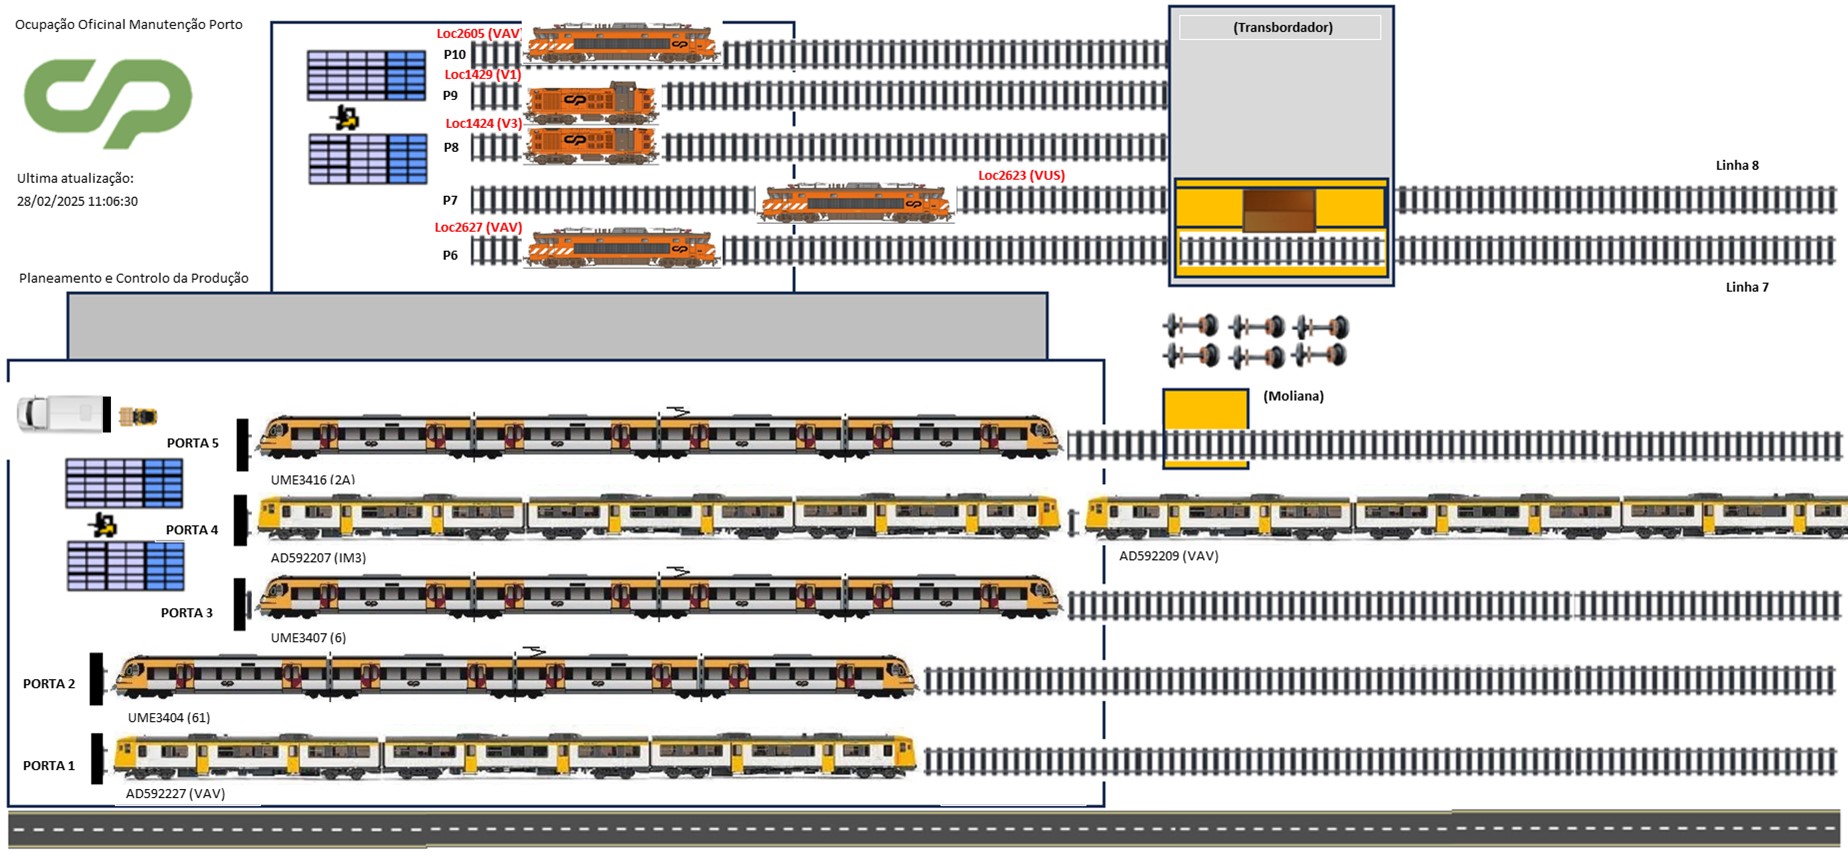 Ocupação Oficinal Manutenção Porto
Loc2605 (VAV)
P10
(Transbordador)
Loc1429 (V1)
P9
Loc1424 (V3)
P8
Linha 8
Ultima atualização:
28/02/2025 11:06:30
Loc2623 (VUS)
P7
Loc2627 (VAV)
P6
Planeamento e Controlo da Produção
Linha 7
(Moliana)
PORTA 5
UME3416 (2A)
PORTA 4
AD592207 (IM3)
AD592209 (VAV)
PORTA 3
UME3407 (6)
PORTA 2
UME3404 (61)
PORTA 1
AD592227 (VAV)